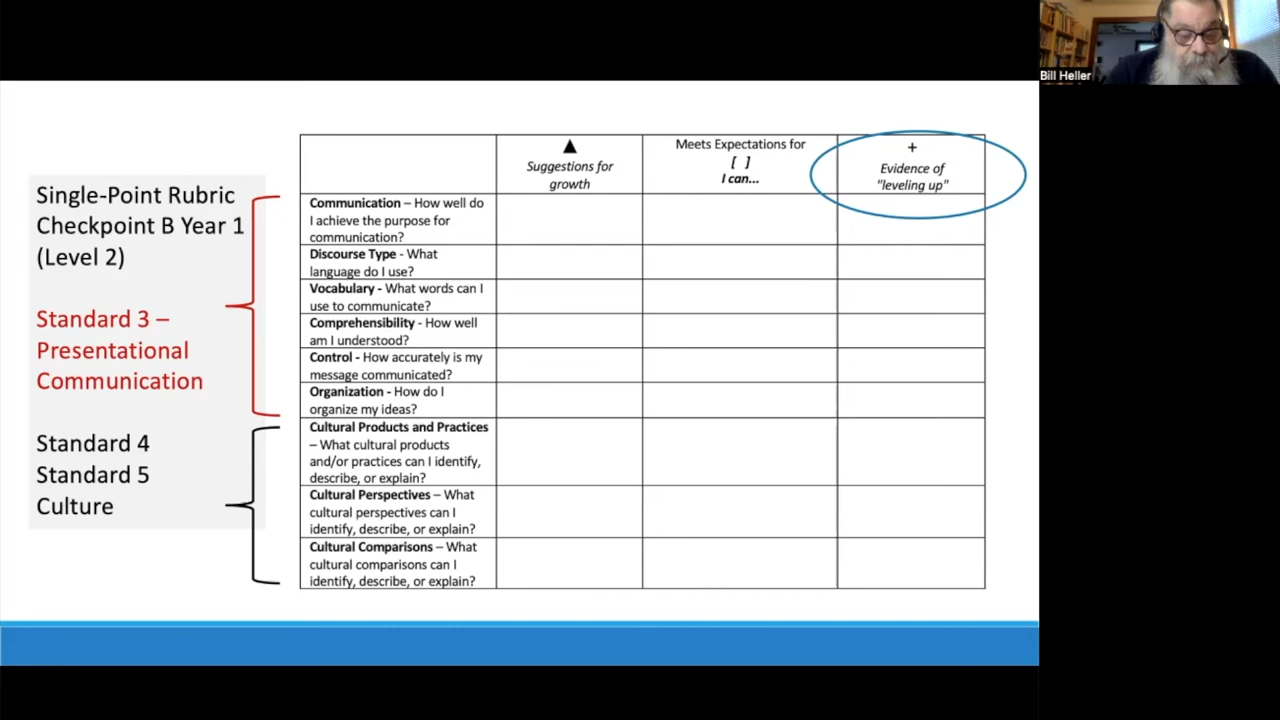 Bill Heller
Single-Point Rubric
Checkpoint B Year 1
(Level 2)
Standard 3 –
Presentational
Communication
Standard 4
Standard 5
Culture
▲
Suggestions for
growth
Meets Expectations for
[ ]
I can...
+
Evidence of
"leveling up"
Communication – How well do
I achieve the purpose for
communication?
Discourse Type - What
language do I use?
Vocabulary - What words can I
use to communicate?
Comprehensibility - How well
am I understood?
Control - How accurately is my
message communicated?
Organization - How do I
organize my ideas?
Cultural Products and Practices
– What cultural products
and/or practices can I identify,
describe, or explain?
Cultural Perspectives – What
cultural perspectives can I
identify, describe, or explain?
Cultural Comparisons – What
cultural comparisons can I
identify, describe, or explain?